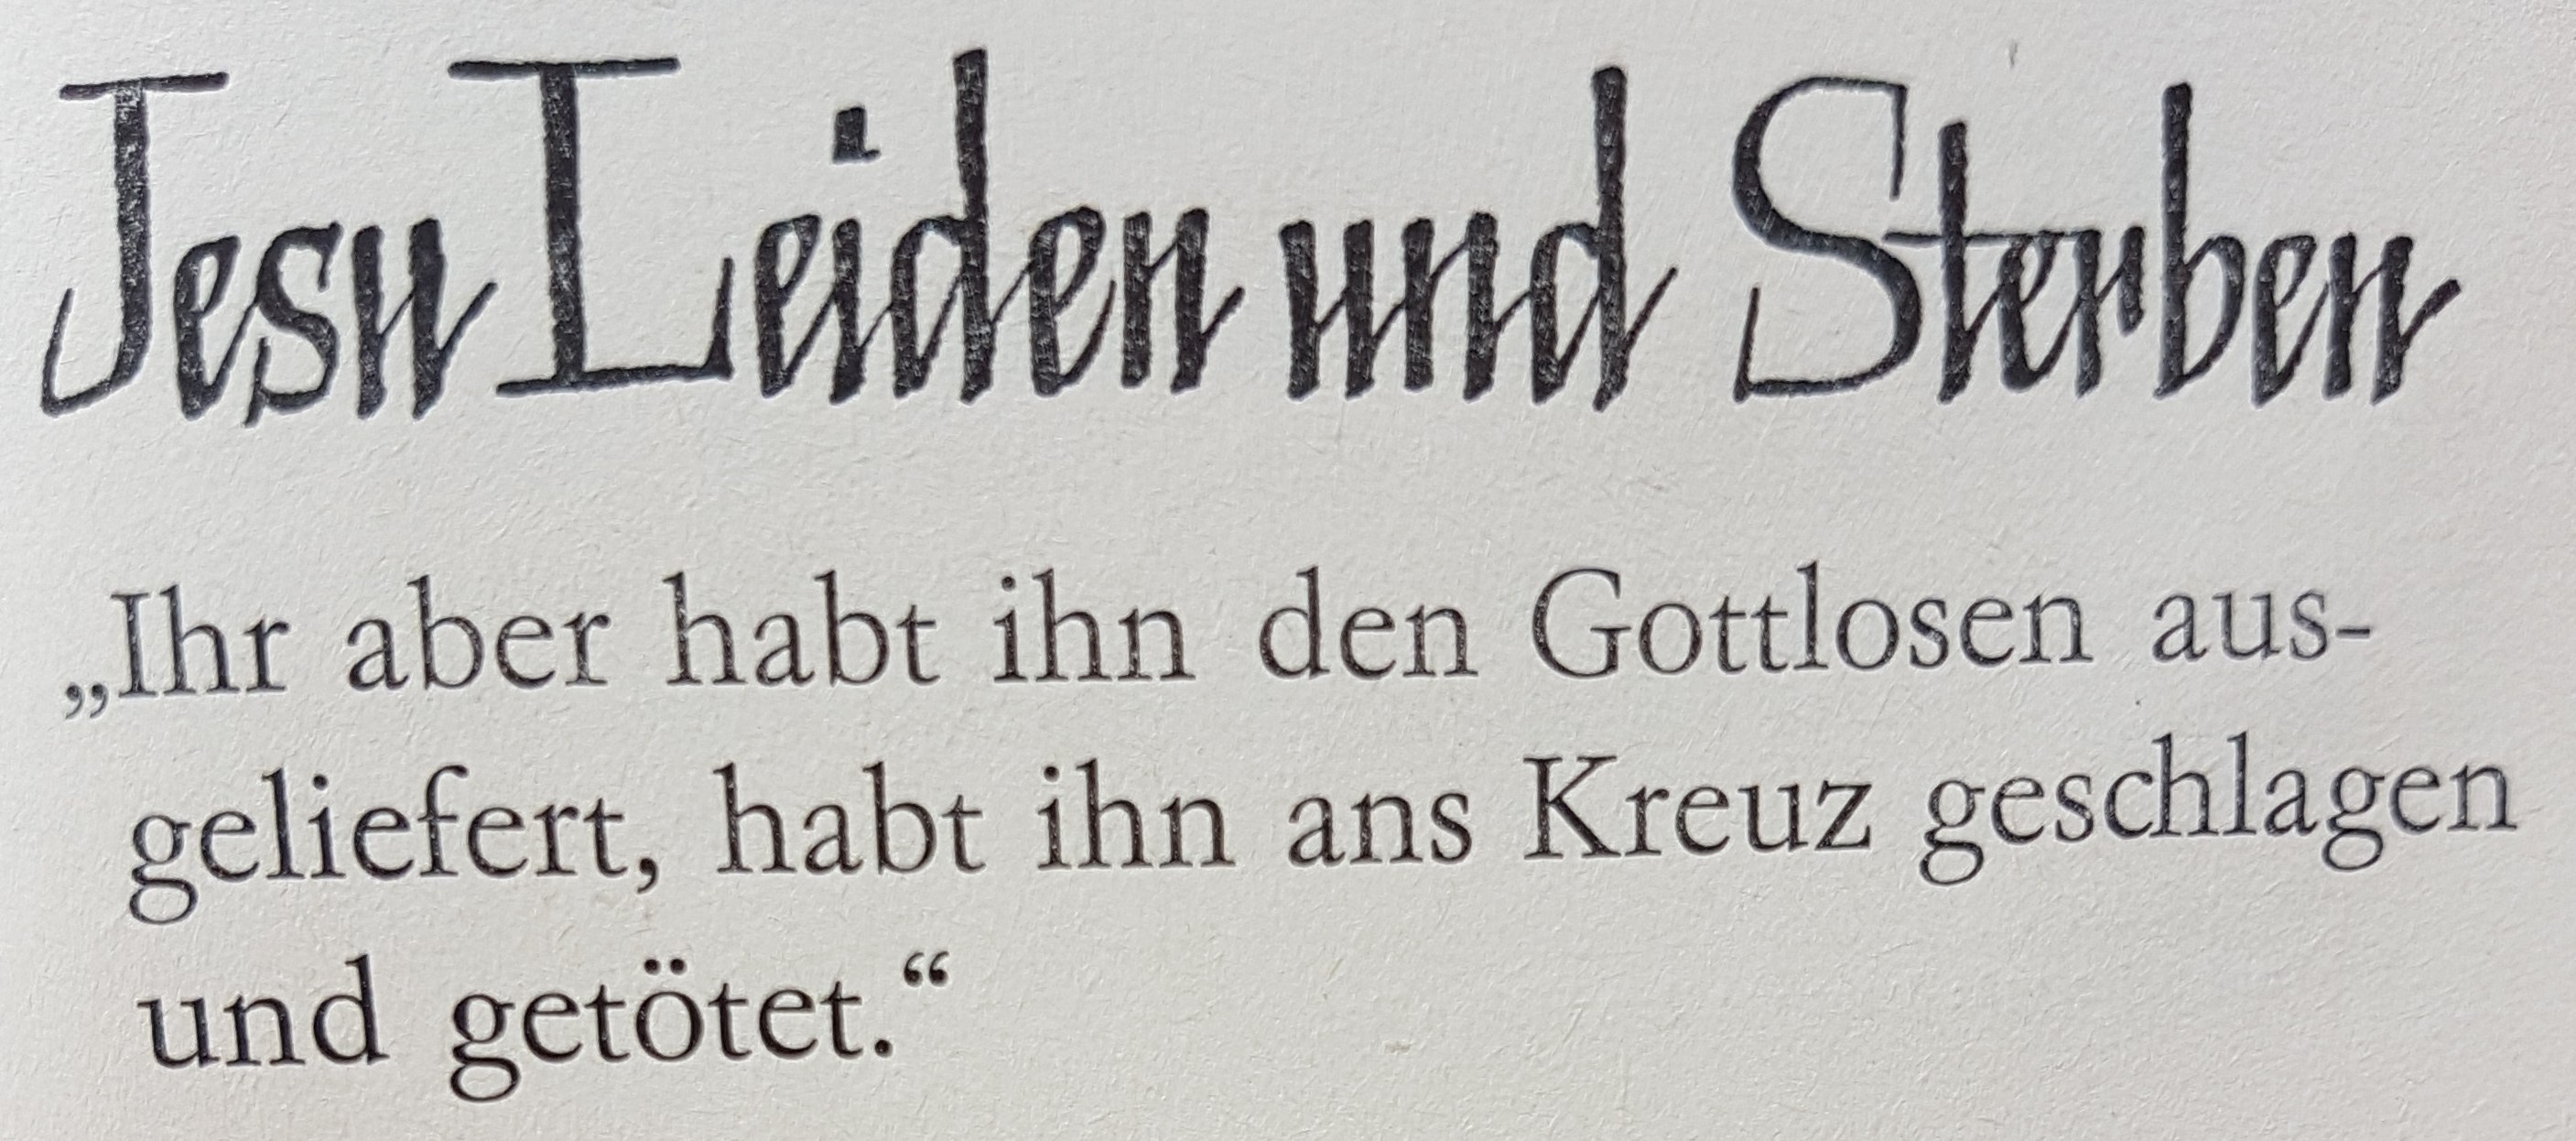 Jesu Leiden und Sterben
„Ihr aber habt ihn den Gottlosen aus-
geliefert, habt ihn ans Kreuz geschlagen
und getötet.“